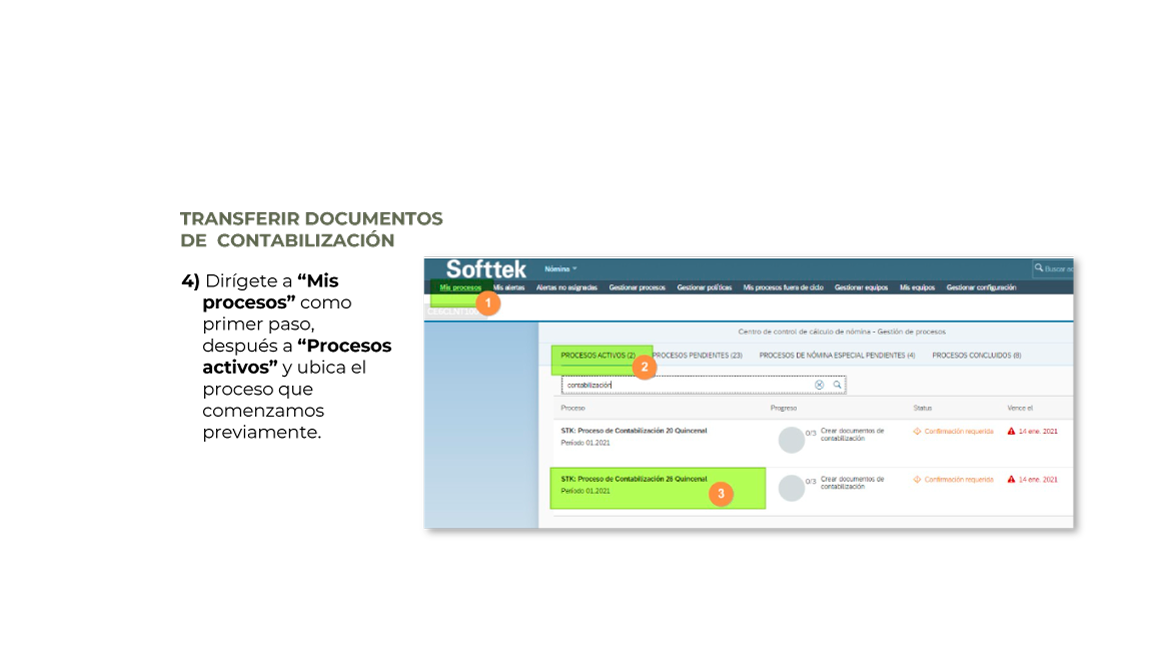 TRANSFERIR DOCUMENTOS
DE CONTABILIZACIÓN
4) Dirígete a “Mis
procesos” como
primer paso,
después a “Procesos
activos” y ubica el
proceso que
comenzamos
previamente.
Softtek Nómina Buscar
Mis procesos Mis alertas Alertas no asignadas Gestionar procesos Gestionar políticas Mis procesos fuera de ciclo Gestionar equipos Mis equipos Gestionar configuración
1
Centro de control de cálculo de nómina - Gestión de procesos
PROCESOS ACTIVOS (2) PROCESOS PENDIENTES (23) PROCESOS DE NÓMINA ESPECIAL PENDIENTES (4) PROCESOS CONCLUIDOS (8)
2
contabilización
Proceso Progreso Status Vence el
STK: Proceso de Contabilización 20 Quincenal 0/3 Crear documentos de Confirmación requerida 14 ene. 2021
Período 01.2021 contabilización
STK: Proceso de Contabilización 28 Quincenal 0/3 Crear documentos de Confirmación requerida 14 ene. 2021
Período 01.2021 contabilización
3